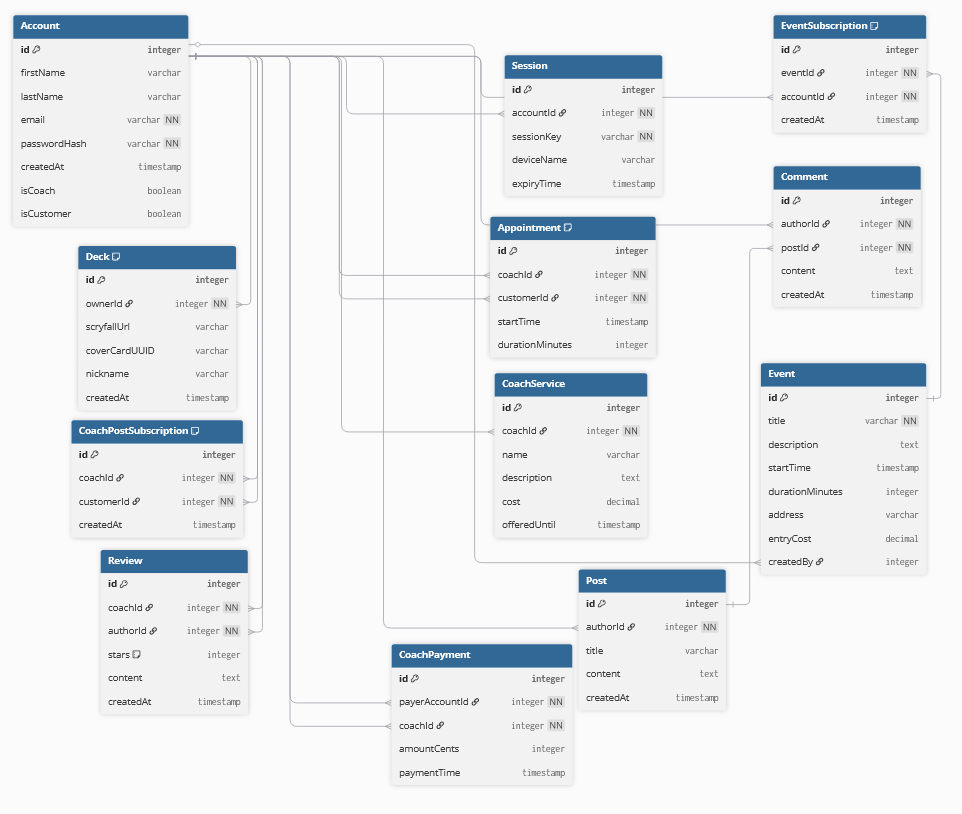 Account
id integer
firstName varchar
lastName varchar
email varchar NN
passwordHash varchar NN
createdAt timestamp
isCoach boolean
isCustomer boolean
Deck
id integer
ownerId integer NN
scryfallUrl varchar
coverCardUUID varchar
nickname varchar
createdAt timestamp
CoachPostSubscription
id integer
coachId integer NN
customerId integer NN
createdAt timestamp
Review
id integer
coachId integer NN
authorId integer NN
stars integer
content text
createdAt timestamp
Session
id integer
accountId integer NN
sessionKey varchar NN
deviceName varchar
expiryTime timestamp
Appointment
id integer
coachId integer NN
customerId integer NN
startTime timestamp
durationMinutes integer
CoachService
id integer
coachId integer NN
name varchar
description text
cost decimal
offeredUntil timestamp
CoachPayment
id integer
payerAccountId integer NN
coachId integer NN
amountCents integer
paymentTime timestamp
Post
id integer
authorId integer NN
title varchar
content text
createdAt timestamp
EventSubscription
id integer
eventId integer NN
accountId integer NN
createdAt timestamp
Comment
id integer
authorId integer NN
postId integer NN
content text
createdAt timestamp
Event
id integer
title varchar NN
description text
startTime timestamp
durationMinutes integer
address varchar
entryCost decimal
createdBy integer